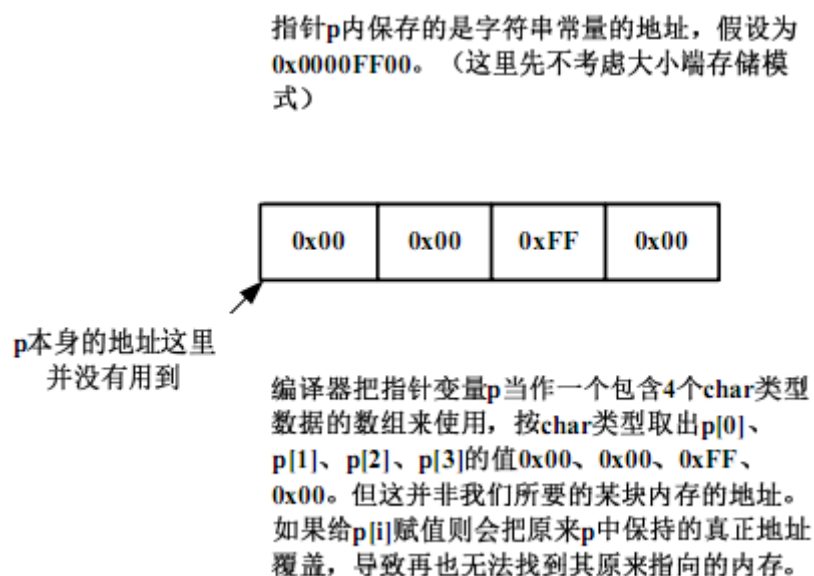 指针p内保存的是字符串常量的地址，假设为
0x0000FF00。（这里先不考虑大小端存储模
式）
0x00 0x00 0xFF 0x00
p本身的地址这里
并没有用到
编译器把指针变量p当作一个包含4个char类型
数据的数组来使用，按char类型取出p[0]、
p[1]、p[2]、p[3]的值0x00、0x00、0xFF、
0x00。但这并非我们所要的某块内存的地址。
如果给p[i]赋值则会把原来p中保持的真正地址
覆盖，导致再也无法找到其原来指向的内存。